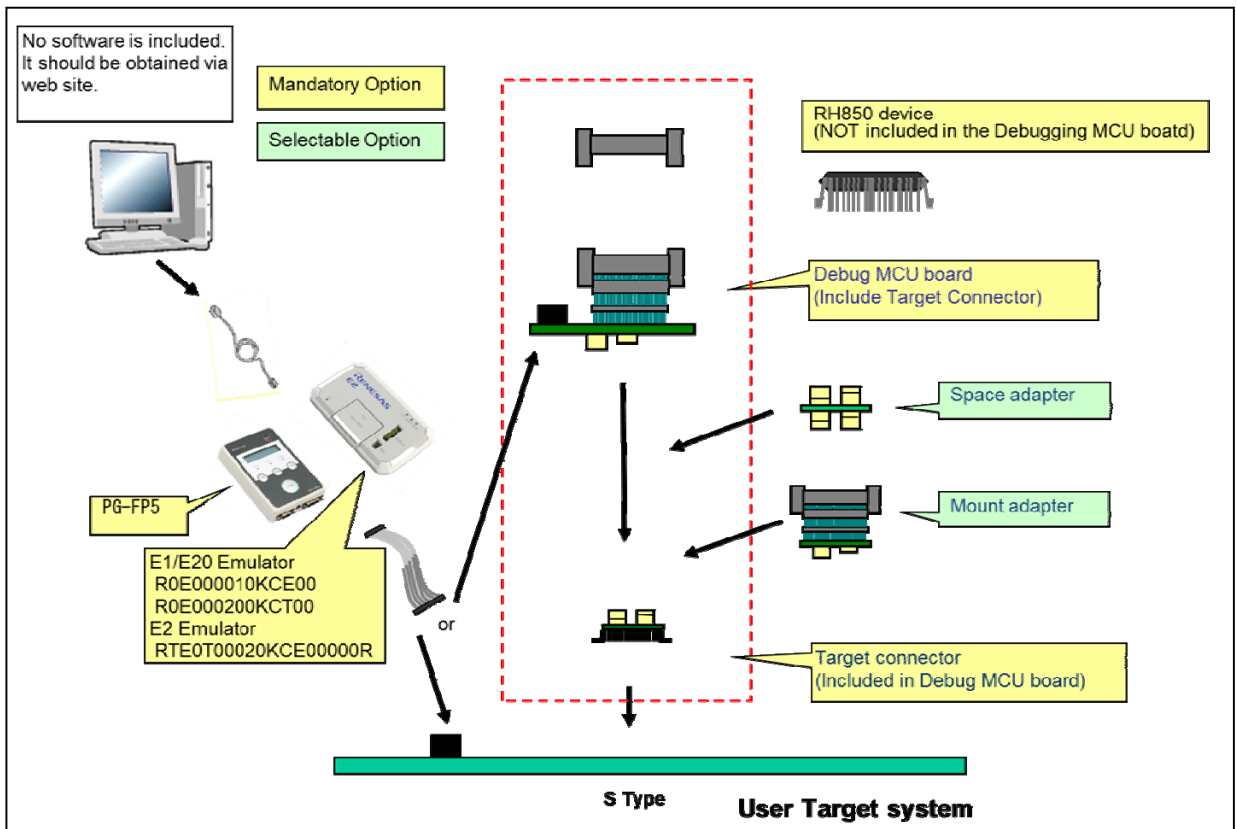 No software is included.
It should be obtained via
web site.
Mandatory Option
Selectable Option
RH850 device
(NOT included in the Debugging MCU boatd)
Debug MCU board
(Include Target Connector)
Space adapter
Mount adapter
RENESAS
E2
PG-FP5
E1/E20 Emulator
R0E000010KCE00
R0E000200KCT00
E2 Emulator
RTE0T00020KCE00000R
or
Target connector
(Included in Debug MCU board)
S Type
User Target system